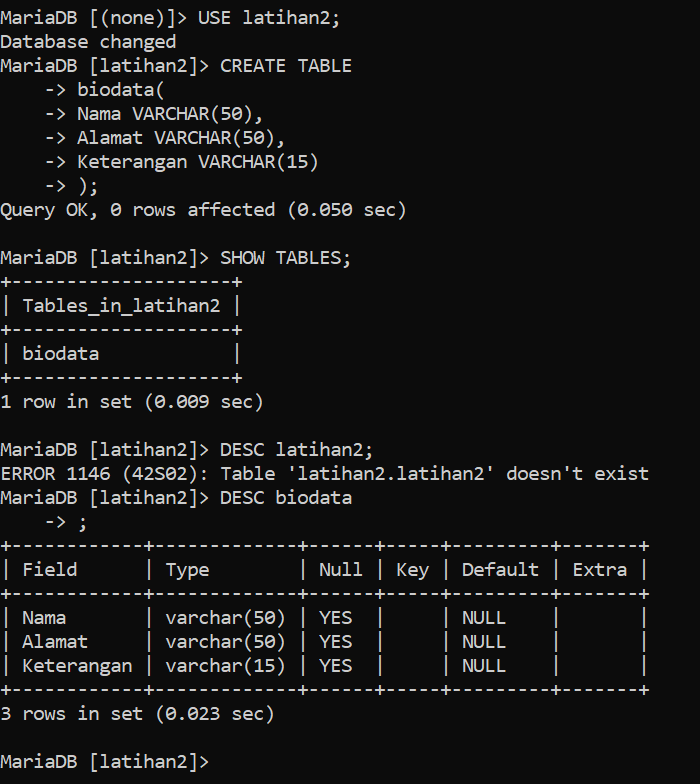 MariaDB [(none)]> USE latihan2;
Database changed
MariaDB [latihan2]> CREATE TABLE
    -> biodata(
    -> Nama VARCHAR(50),
    -> Alamat VARCHAR(50),
    -> Keterangan VARCHAR(15)
    -> );
Query OK, 0 rows affected (0.050 sec)

MariaDB [latihan2]> SHOW TABLES;
+--------------------+
| Tables_in_latihan2 |
+--------------------+
| biodata            |
+--------------------+
1 row in set (0.009 sec)

MariaDB [latihan2]> DESC latihan2;
ERROR 1146 (42S02): Table 'latihan2.latihan2' doesn't exist
MariaDB [latihan2]> DESC biodata
    -> ;
+------------+-------------+------+-----+---------+-------+
| Field      | Type        | Null | Key | Default | Extra |
+------------+-------------+------+-----+---------+-------+
| Nama       | varchar(50) | YES  |     | NULL    |       |
| Alamat     | varchar(50) | YES  |     | NULL    |       |
| Keterangan | varchar(15) | YES  |     | NULL    |       |
+------------+-------------+------+-----+---------+-------+
3 rows in set (0.023 sec)

MariaDB [latihan2]>